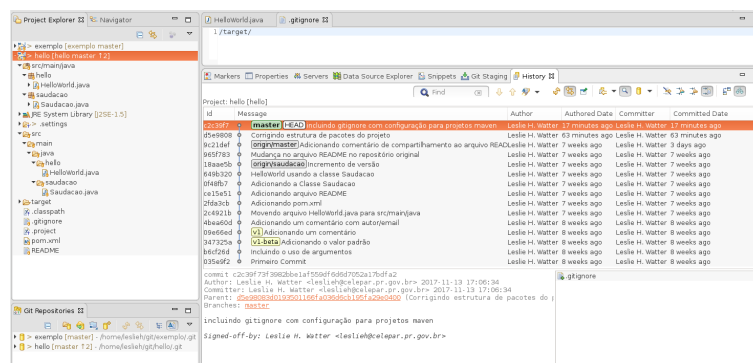 Project Explorer
Navigator
> exemplo [exemplo master]
> hello [hello master ↑2]
src/main/java
hello
HelloWorld.java
saudacao
Saudacao.java
JRE System Library [J2SE-1.5]
> .settings
src
main
java
hello
HelloWorld.java
saudacao
Saudacao.java
target
.classpath
.gitignore
.project
pom.xml
README
Git Repositories
> exemplo [master] - /home/leslieh/git/exemplo/.git
> hello [master ↑2] - /home/leslieh/git/hello/.git
HelloWorld.java
.gitignore
1 /target/
Markers
Properties
Servers
Data Source Explorer
Snippets
Git Staging
History
Find
Project: hello [hello]
Id Message Author Authored Date Committer Committed Date
c2c39f7 master HEAD Incluindo gitignore com configuração para projetos maven Leslie H. Watter 17 minutes ago Leslie H. Watter 17 minutes ago
d5e9808 Corrigindo estrutura de pacotes do projeto Leslie H. Watter 63 minutes ago Leslie H. Watter 63 minutes ago
9c21def origin/master Adicionando comentário de compartilhamento ao arquivo READ Leslie H. Watter 7 weeks ago Leslie H. Watter 3 days ago
965f783 Mudança no arquivo README no repositório original Leslie H. Watter 7 weeks ago Leslie H. Watter 7 weeks ago
18aae5b origin/saudacao Incremento de versão Leslie H. Watter 7 weeks ago Leslie H. Watter 7 weeks ago
649b320 HelloWorld usando a classe Saudacao Leslie H. Watter 7 weeks ago Leslie H. Watter 7 weeks ago
0f48fb7 Adicionando a Classe Saudacao Leslie H. Watter 7 weeks ago Leslie H. Watter 7 weeks ago
ce15e51 Adicionando arquivo README Leslie H. Watter 7 weeks ago Leslie H. Watter 7 weeks ago
2fda3cb Adicionando pom.xml Leslie H. Watter 7 weeks ago Leslie H. Watter 7 weeks ago
2c4921b Movendo arquivo HelloWorld.java para src/main/java Leslie H. Watter 7 weeks ago Leslie H. Watter 7 weeks ago
4bea60d Adicionando um comentário com autor/email Leslie H. Watter 8 weeks ago Leslie H. Watter 8 weeks ago
09e66ed v1 Adicionando um comentário Leslie H. Watter 8 weeks ago Leslie H. Watter 8 weeks ago
347325a v1-beta Adicionando o valor padrão Leslie H. Watter 8 weeks ago Leslie H. Watter 8 weeks ago
b6cf26d Incluindo o uso de argumentos Leslie H. Watter 8 weeks ago Leslie H. Watter 8 weeks ago
035e9f2 Primeiro Commit Leslie H. Watter 8 weeks ago Leslie H. Watter 8 weeks ago
commit c2c39f73f3982bbe1af559df6d6d7052a17bdfa2
Author: Leslie H. Watter <leslieh@celepar.pr.gov.br> 2017-11-13 17:06:34
Committer: Leslie H. Watter <leslieh@celepar.pr.gov.br> 2017-11-13 17:06:34
Parent: d5e98083d0193501166fa036d6cb195fa29e0400 (Corrigindo estrutura de pacotes do p
Branches: master
incluindo gitignore com configuração para projetos maven
Signed-off-by: Leslie H. Watter <leslieh@celepar.pr.gov.br>
.gitignore